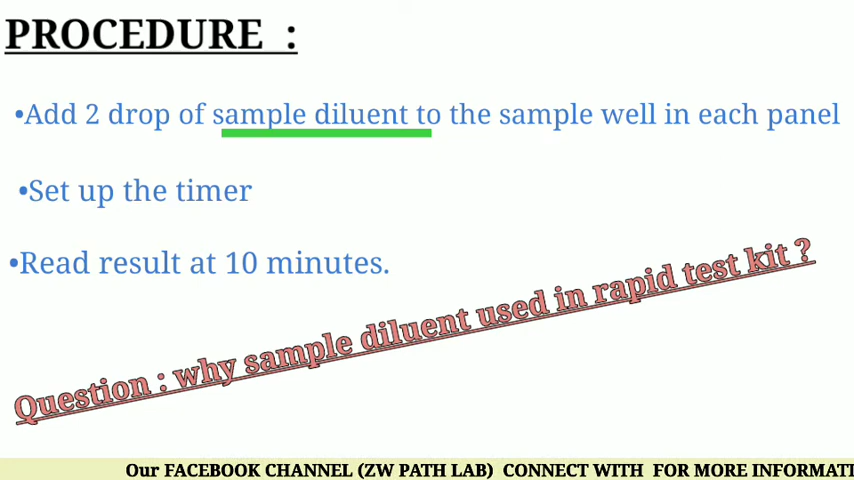 PROCEDURE :
•Add 2 drop of sample diluent to the sample well in each panel
•Set up the timer
•Read result at 10 minutes.
Question : why sample diluent used in rapid test kit ?
Our FACEBOOK CHANNEL (ZW PATH LAB) CONNECT WITH FOR MORE INFORMATI